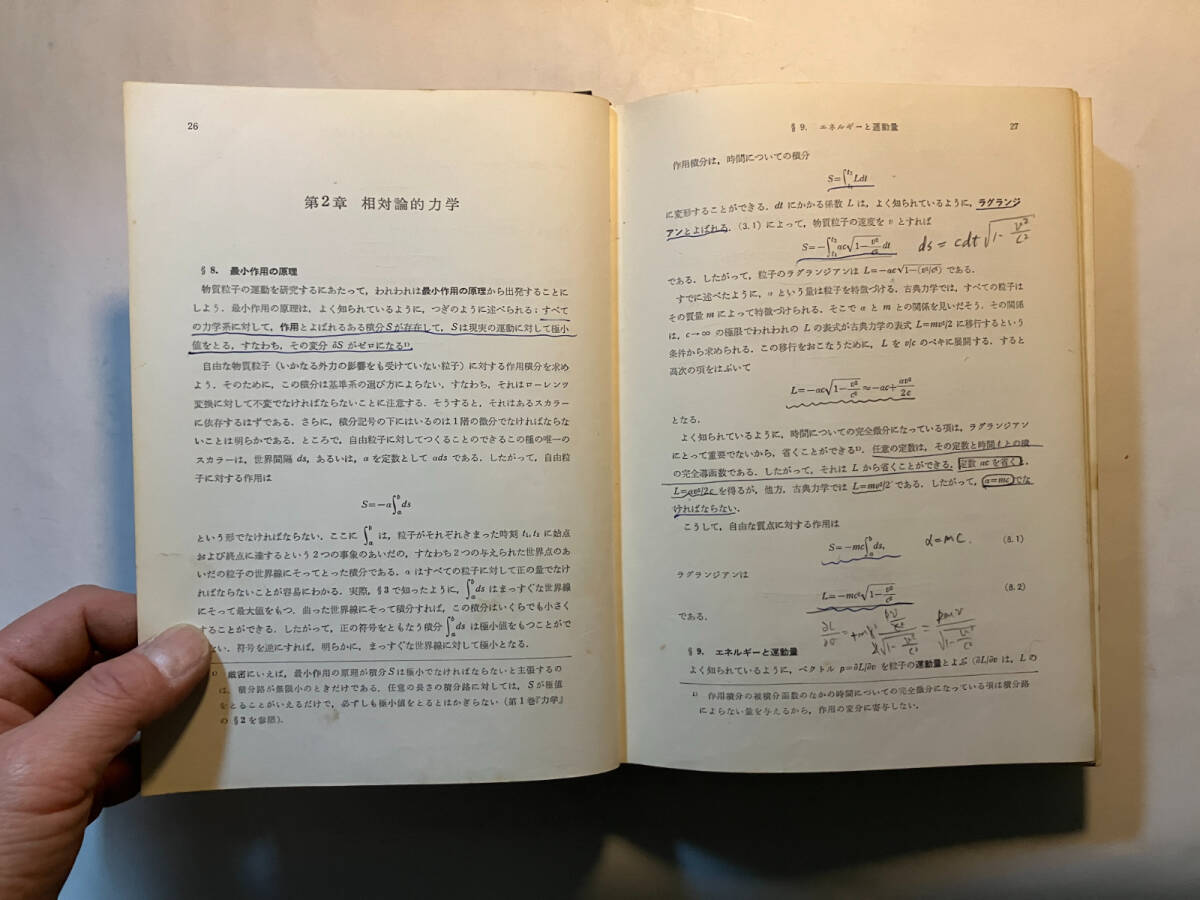 26
第2章 相対論的力学
§8. 最小作用の原理
物質粒子の運動を研究するにあたって，われわれは最小作用の原理から出発することに
しよう．最小作用の原理は，よく知られているように，つぎのように述べられる：すべて
の力学系に対して，作用とよばれるある積分Sが存在して，Sは現実の運動に対して極小
値をとる，すなわち，その変分 δS がゼロになる¹⁾．
自由な物質粒子（いかなる外力の影響をも受けていない粒子）に対する作用積分を求め
よう．そのために，この積分は基準系の選び方によらない，すなわち，それはローレンツ
変換に対して不変でなければならないことに注意する．そうすると，それはあるスカラー
に依存するはずである．さらに，積分記号の下にはいるのは1階の微分でなければならな
いことは明らかである．ところで，自由粒子に対してつくることのできるこの種の唯一の
スカラーは，世界間隔 ds，あるいは，α を定数として αds である．したがって，自由粒
子に対する作用は
S=-α∫ₐᵇds
という形でなければならない．ここに ∫ₐᵇ は，粒子がそれぞれきまった時刻 t₁, t₂ に始点
および終点に達するという2つの事象のあいだの，すなわち2つの与えられた世界点のあ
いだの粒子の世界線にそってとった積分である．α はすべての粒子に対して正の量でなけ
ればならないことが容易にわかる．実際，§3で知ったように，∫ₐᵇds はまっすぐな世界線
にそって最大値をもつ．曲った世界線にそって積分すれば，この積分はいくらでも小さく
することができる．したがって，正の符号をともなう積分 ∫ₐᵇds は極小値をもつことがで
ない．符号を逆にすれば，明らかに，まっすぐな世界線に対して極小となる．
1) 厳密にいえば，最小作用の原理が積分 S は極小でなければならないと主張するの
は，積分路が無限小のときだけである．任意の長さの積分路に対しては，S が極値
をとることがいえるだけで，必ずしも極小値をとるとはかぎらない（第1巻『力学』
の §2 を参照）．
§9. エネルギーと運動量 27
作用積分は，時間についての積分
S=∫ₜ₁ᵗ²Ldt
に変形することができる．dt にかかる係数 L は，よく知られているように，ラグランジ
アンとよばれる．(3.1) によって，物質粒子の速度を v とすれば
S=-∫ₜ₁ᵗ²αc√(1-v²/c²)dt ds = cdt√(1-v²/c²)
である．したがって，粒子のラグランジアンは L=-αc√1-(v²/c²) である．
すでに述べたように，α という量は粒子を特徴づける．古典力学では，すべての粒子は
その質量 m によって特徴づけられる．そこで α と m との関係を見いだそう．その関係
は，c→∞ の極限でわれわれの L の表式が古典力学の表式 L=mv²/2 に移行するという
条件から求められる．この移行をおこなうために，L を v/c のベキに展開する．すると
高次の項をはぶいて
L=-αc√(1-v²/c²)≈-αc+αv²/2c
となる．
よく知られているように，時間についての完全微分になっている項は，ラグランジアン
にとって重要でないから，省くことができる¹⁾．任意の定数は，その定数と時間 t との積
の完全導函数である．したがって，それは L から省くことができる．定数 αc を省くと，
L=αv²/2c を得るが，他方，古典力学では L=mv²/2 である．したがって，α=mc でな
ければならない．
こうして，自由な質点に対する作用は
S=-mc∫ₐᵇds, α=mc. (8.1)
ラグランジアンは
L=-mc²√(1-v²/c²) (8.2)
である．
§9. エネルギーと運動量
よく知られているように，ベクトル p=∂L/∂v を粒子の運動量とよぶ（∂L/∂v は，L の
1) 作用積分の被積分函数のなかの時間についての完全微分になっている項は積分路
によらない量を与えるから，作用の変分に寄与しない．